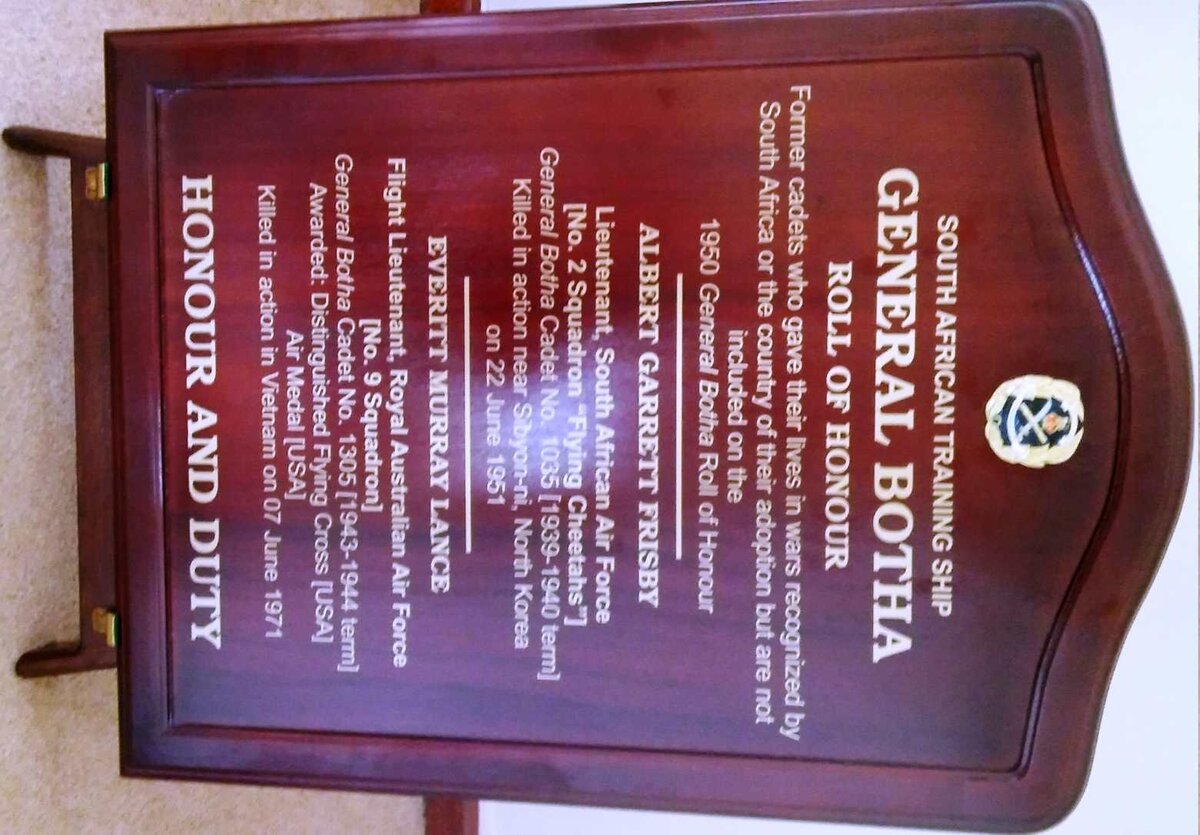 SOUTH AFRICAN TRAINING SHIP
GENERAL BOTHA
ROLL OF HONOUR
Former cadets who gave their lives in wars recognized by
South Africa or the country of their adoption but are not
included on the
1950 General Botha Roll of Honour
ALBERT GARRETT FRISBY
Lieutenant, South African Air Force
[No. 2 Squadron "Flying Cheetahs"]
General Botha Cadet No. 1035 [1939-1940 term]
Killed in action near Sibyon-ni, North Korea
on 22 June 1951
EVERITT MURRAY LANCE
Flight Lieutenant, Royal Australian Air Force
[No. 9 Squadron]
General Botha Cadet No. 1305 [1943-1944 term]
Awarded: Distinguished Flying Cross [USA]
Air Medal [USA]
Killed in action in Vietnam on 07 June 1971
HONOUR AND DUTY